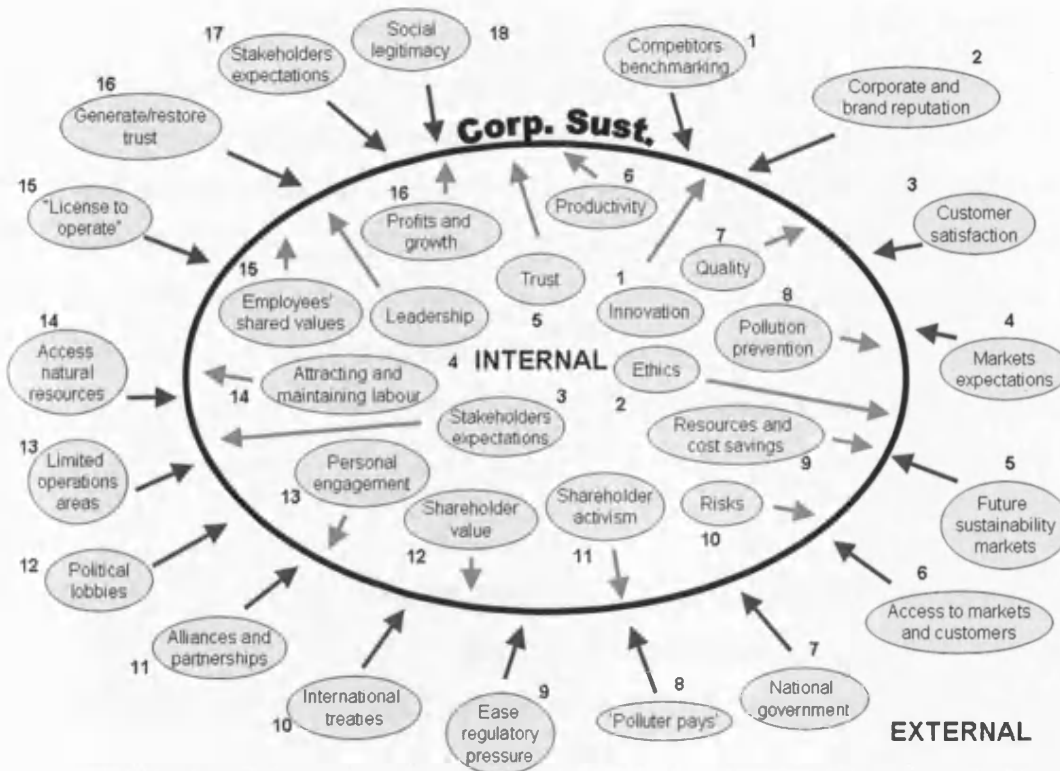 17
Stakeholders
expectations
Social
legitimacy
18
Competitors
benchmarking
1
2
Corporate and
brand reputation
16
Generate/restore
trust
Corp. Sust.
15
"License to
operate"
3
Customer
satisfaction
16
Profits and
growth
6
Productivity
7
Quality
15
Employees'
shared values
Leadership
Trust
5
1
Innovation
8
Pollution
prevention
14
Access
natural
resources
4
Markets
expectations
INTERNAL
4
Attracting and
maintaining labour
14
Ethics
2
3
Stakeholders
expectations
Resources and
cost savings
9
13
Limited
operations
areas
Personal
engagement
13
5
Future
sustainability
markets
Shareholder
value
12
Shareholder
activism
11
Risks
10
12
Political
lobbies
6
Access to markets
and customers
Alliances and
partnerships
11
International
treaties
10
9
Ease
regulatory
pressure
8
'Polluter pays'
7
National
government
EXTERNAL